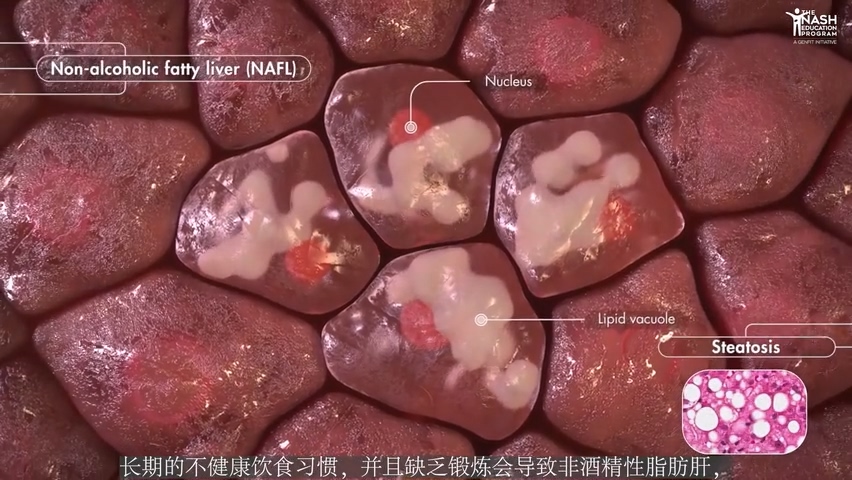 THE
NASH
EDUCATION
PROGRAM
A GENFIT INITIATIVE
Non-alcoholic fatty liver (NAFL)
Nucleus
Lipid vacuole
Steatosis
长期的不健康饮食习惯，并且缺乏锻炼会导致非酒精性脂肪肝，